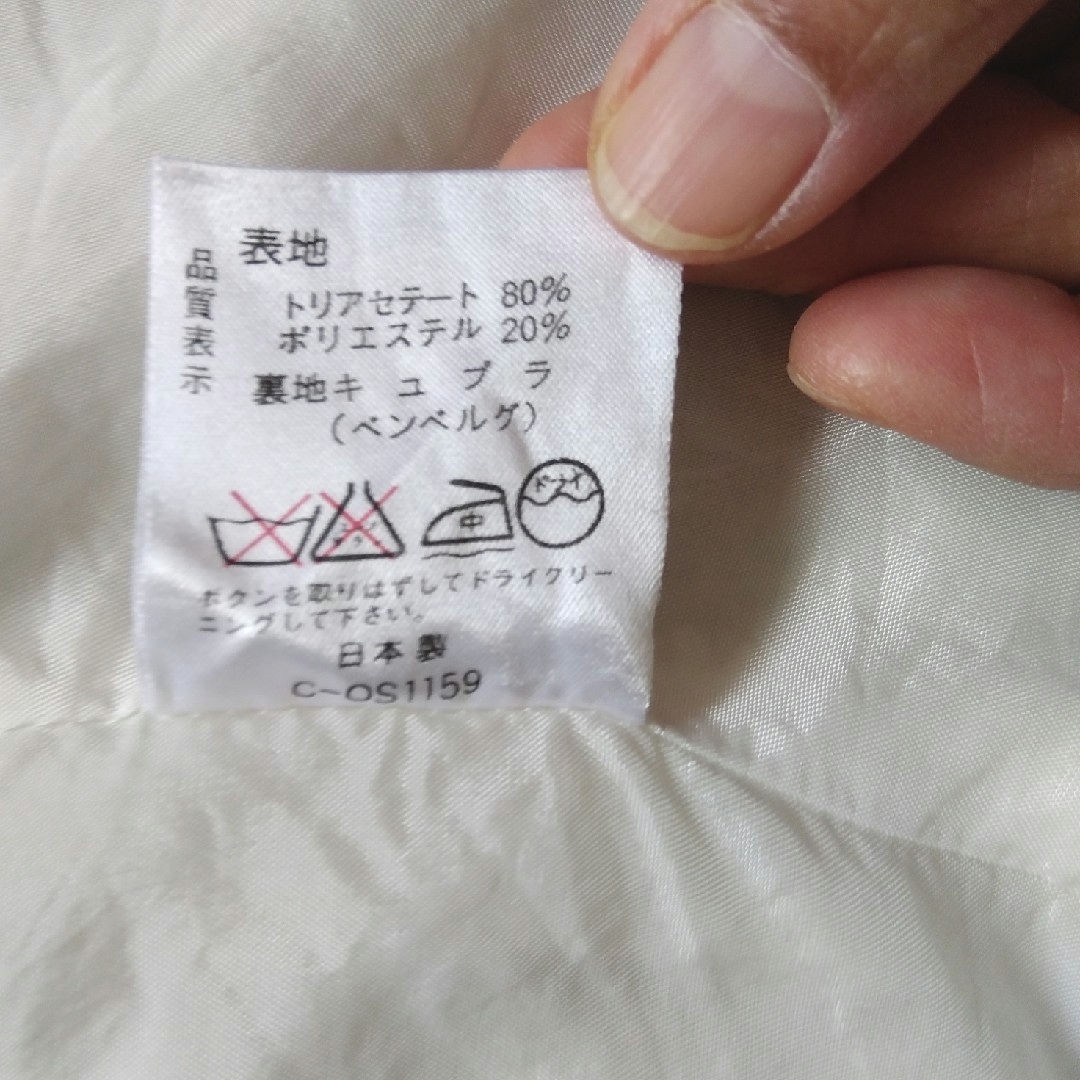 品質表示
表地
トリアセテート 80%
ポリエステル 20%
裏地キュプラ
(ベンベルグ)
中
ドライ
ボタンを取りはずしてドライクリー
ニングして下さい。
日本製
C-OS1159